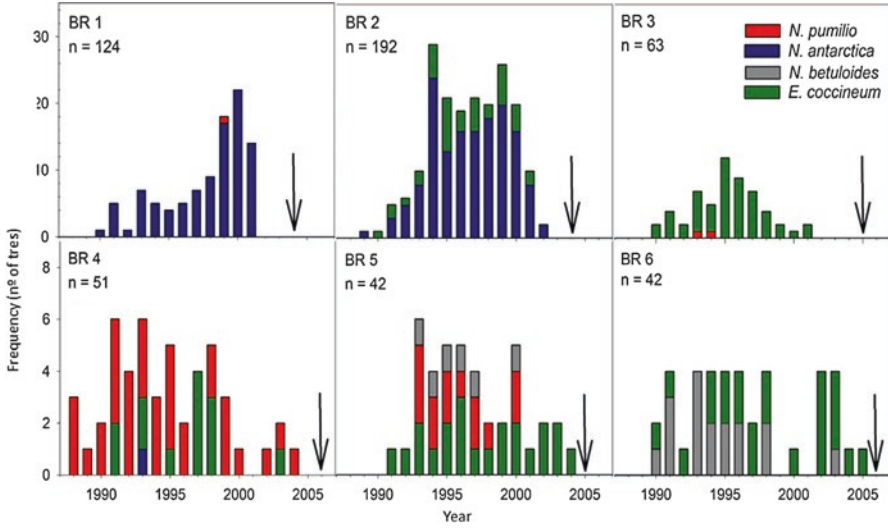 BR 1
n = 124
BR 2
n = 192
BR 3
n = 63
N. pumilio
N. antarctica
N. betuloides
E. coccineum
30
20
10
0
BR 4
n = 51
BR 5
n = 42
BR 6
n = 42
8
6
4
2
0
1990 1995 2000 2005 1990 1995 2000 2005 1990 1995 2000 2005
Frequency (nº of tres)
Year